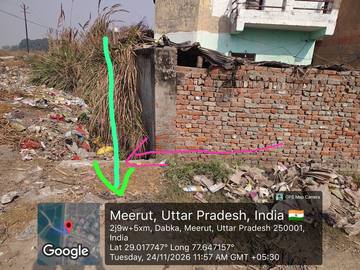 GPS Map Camera
Meerut, Uttar Pradesh, India 🇮🇳
2j9w+5xm, Dabka, Meerut, Uttar Pradesh 250001,
India
Lat 29.017747° Long 77.647157°
Tuesday, 24/11/2026 11:57 AM GMT +05:30
Google